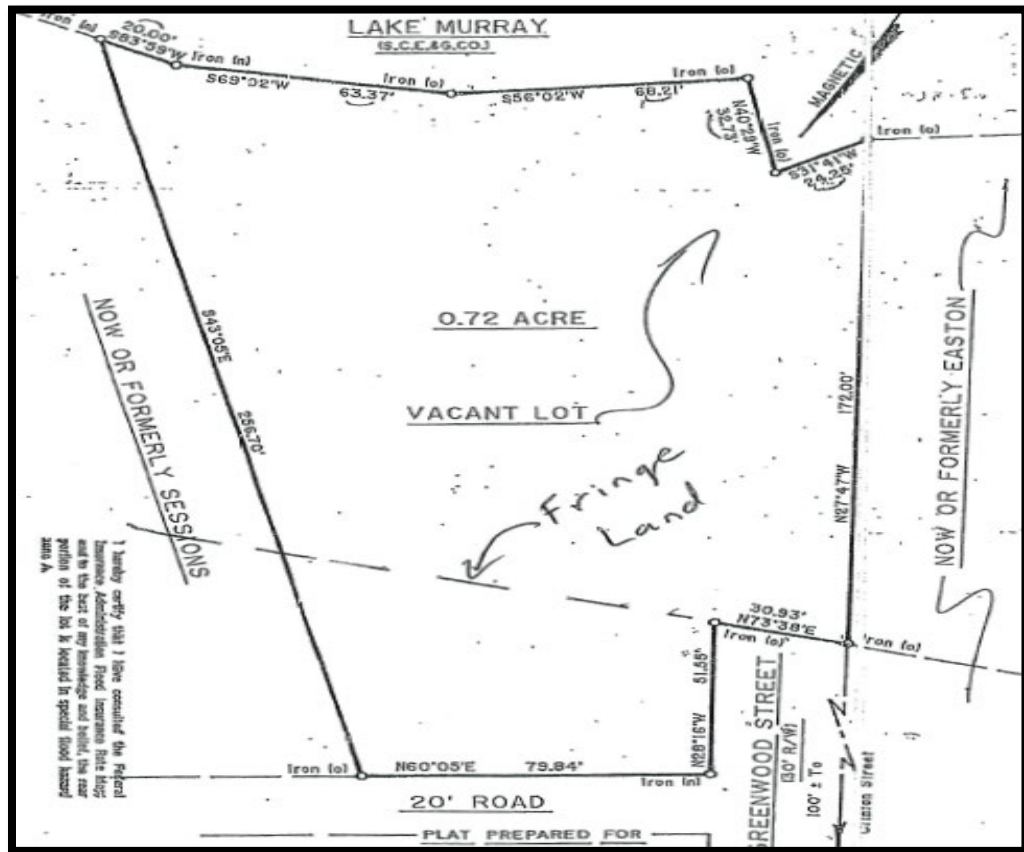 LAKE MURRAY
(S.C.E.&G.CO.)
Iron (n)
20.00'
S83°59'W
Iron (n)
S69°02'W
63.37'
Iron (o)
S56°02'W
68.21'
Iron (o)
N40°29'W
32.73'
Iron (o)
S31°41'W
24.25'
Iron (o)
MAGNETIC
S43°05'E
256.70'
NOW OR FORMERLY SESSIONS
0.72 ACRE
VACANT LOT
Fringe
Land
172.00'
N27°47'W
NOW OR FORMERLY EASTON
30.93'
N73°38'E
Iron (o)
Iron (o)
51.55'
N28°16'W
Iron (o)
N60°05'E
79.84'
Iron (n)
20' ROAD
GREENWOOD STREET
(30' R/W)
100' ± To
Clinton Street
PLAT PREPARED FOR
I hereby certify that I have consulted the Federal
Insurance Administration Flood Insurance Rate Map;
and to the best of my knowledge and belief, the rear
portion of the lot is located in special flood hazard
zone A.